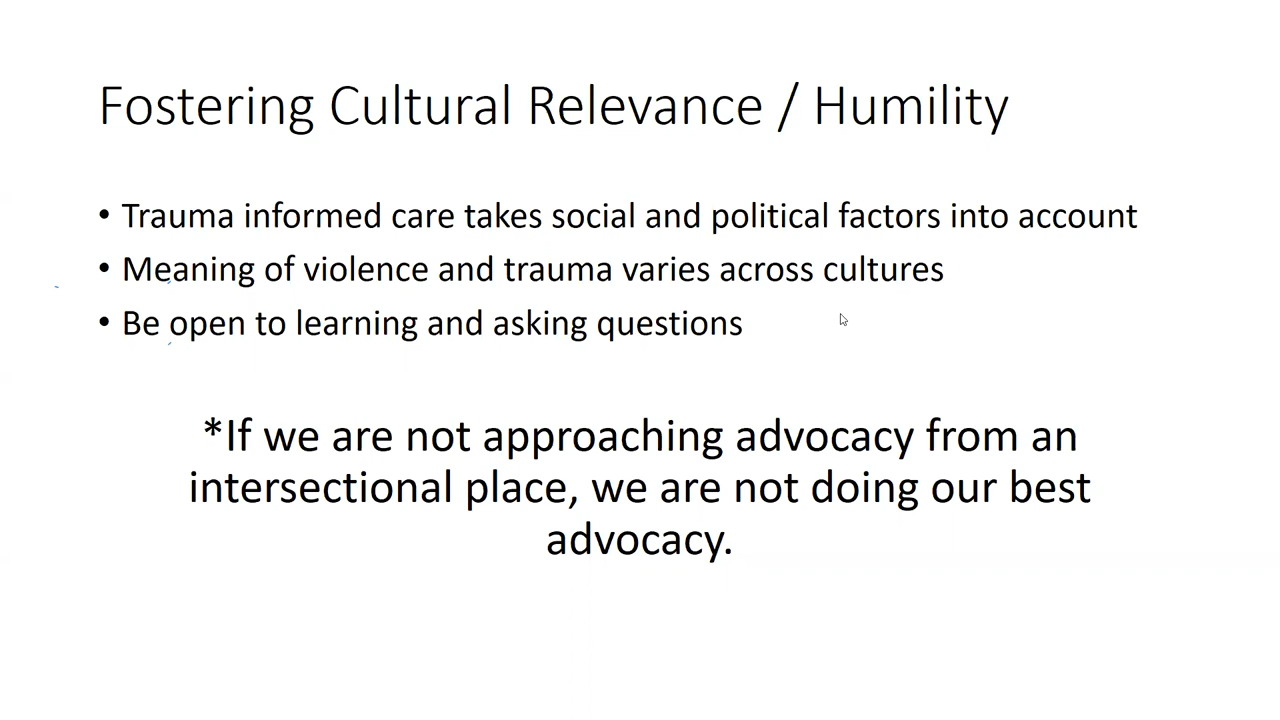 Fostering Cultural Relevance / Humility
• Trauma informed care takes social and political factors into account
• Meaning of violence and trauma varies across cultures
• Be open to learning and asking questions
*If we are not approaching advocacy from an
intersectional place, we are not doing our best
advocacy.